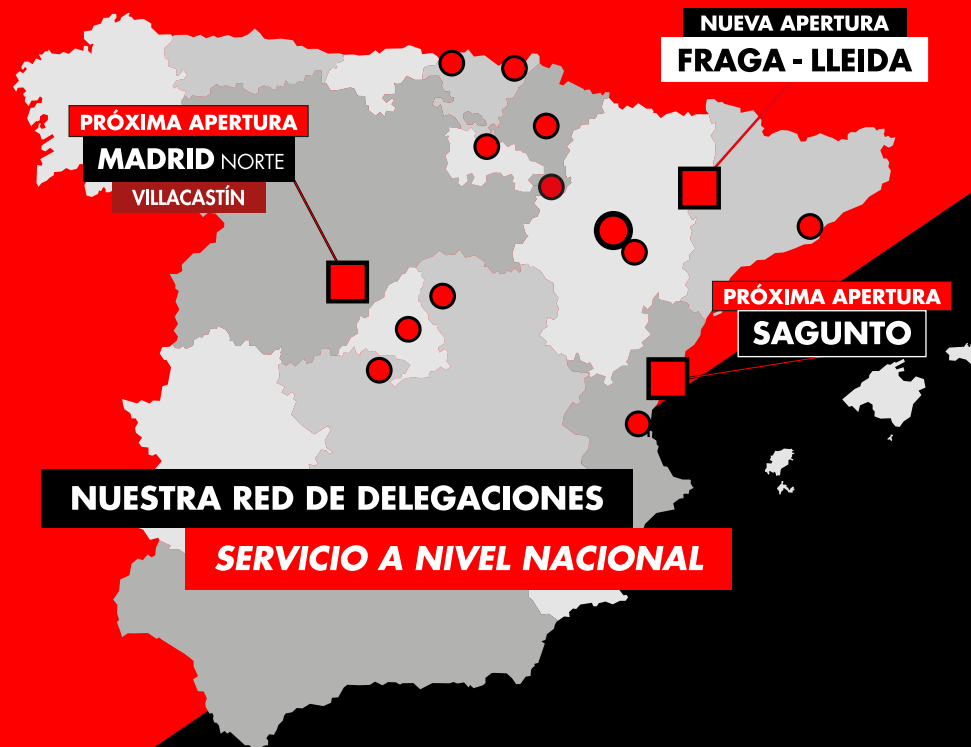 NUEVA APERTURA
FRAGA - LLEIDA
PRÓXIMA APERTURA
MADRID NORTE
VILLACASTÍN
PRÓXIMA APERTURA
SAGUNTO
NUESTRA RED DE DELEGACIONES
SERVICIO A NIVEL NACIONAL